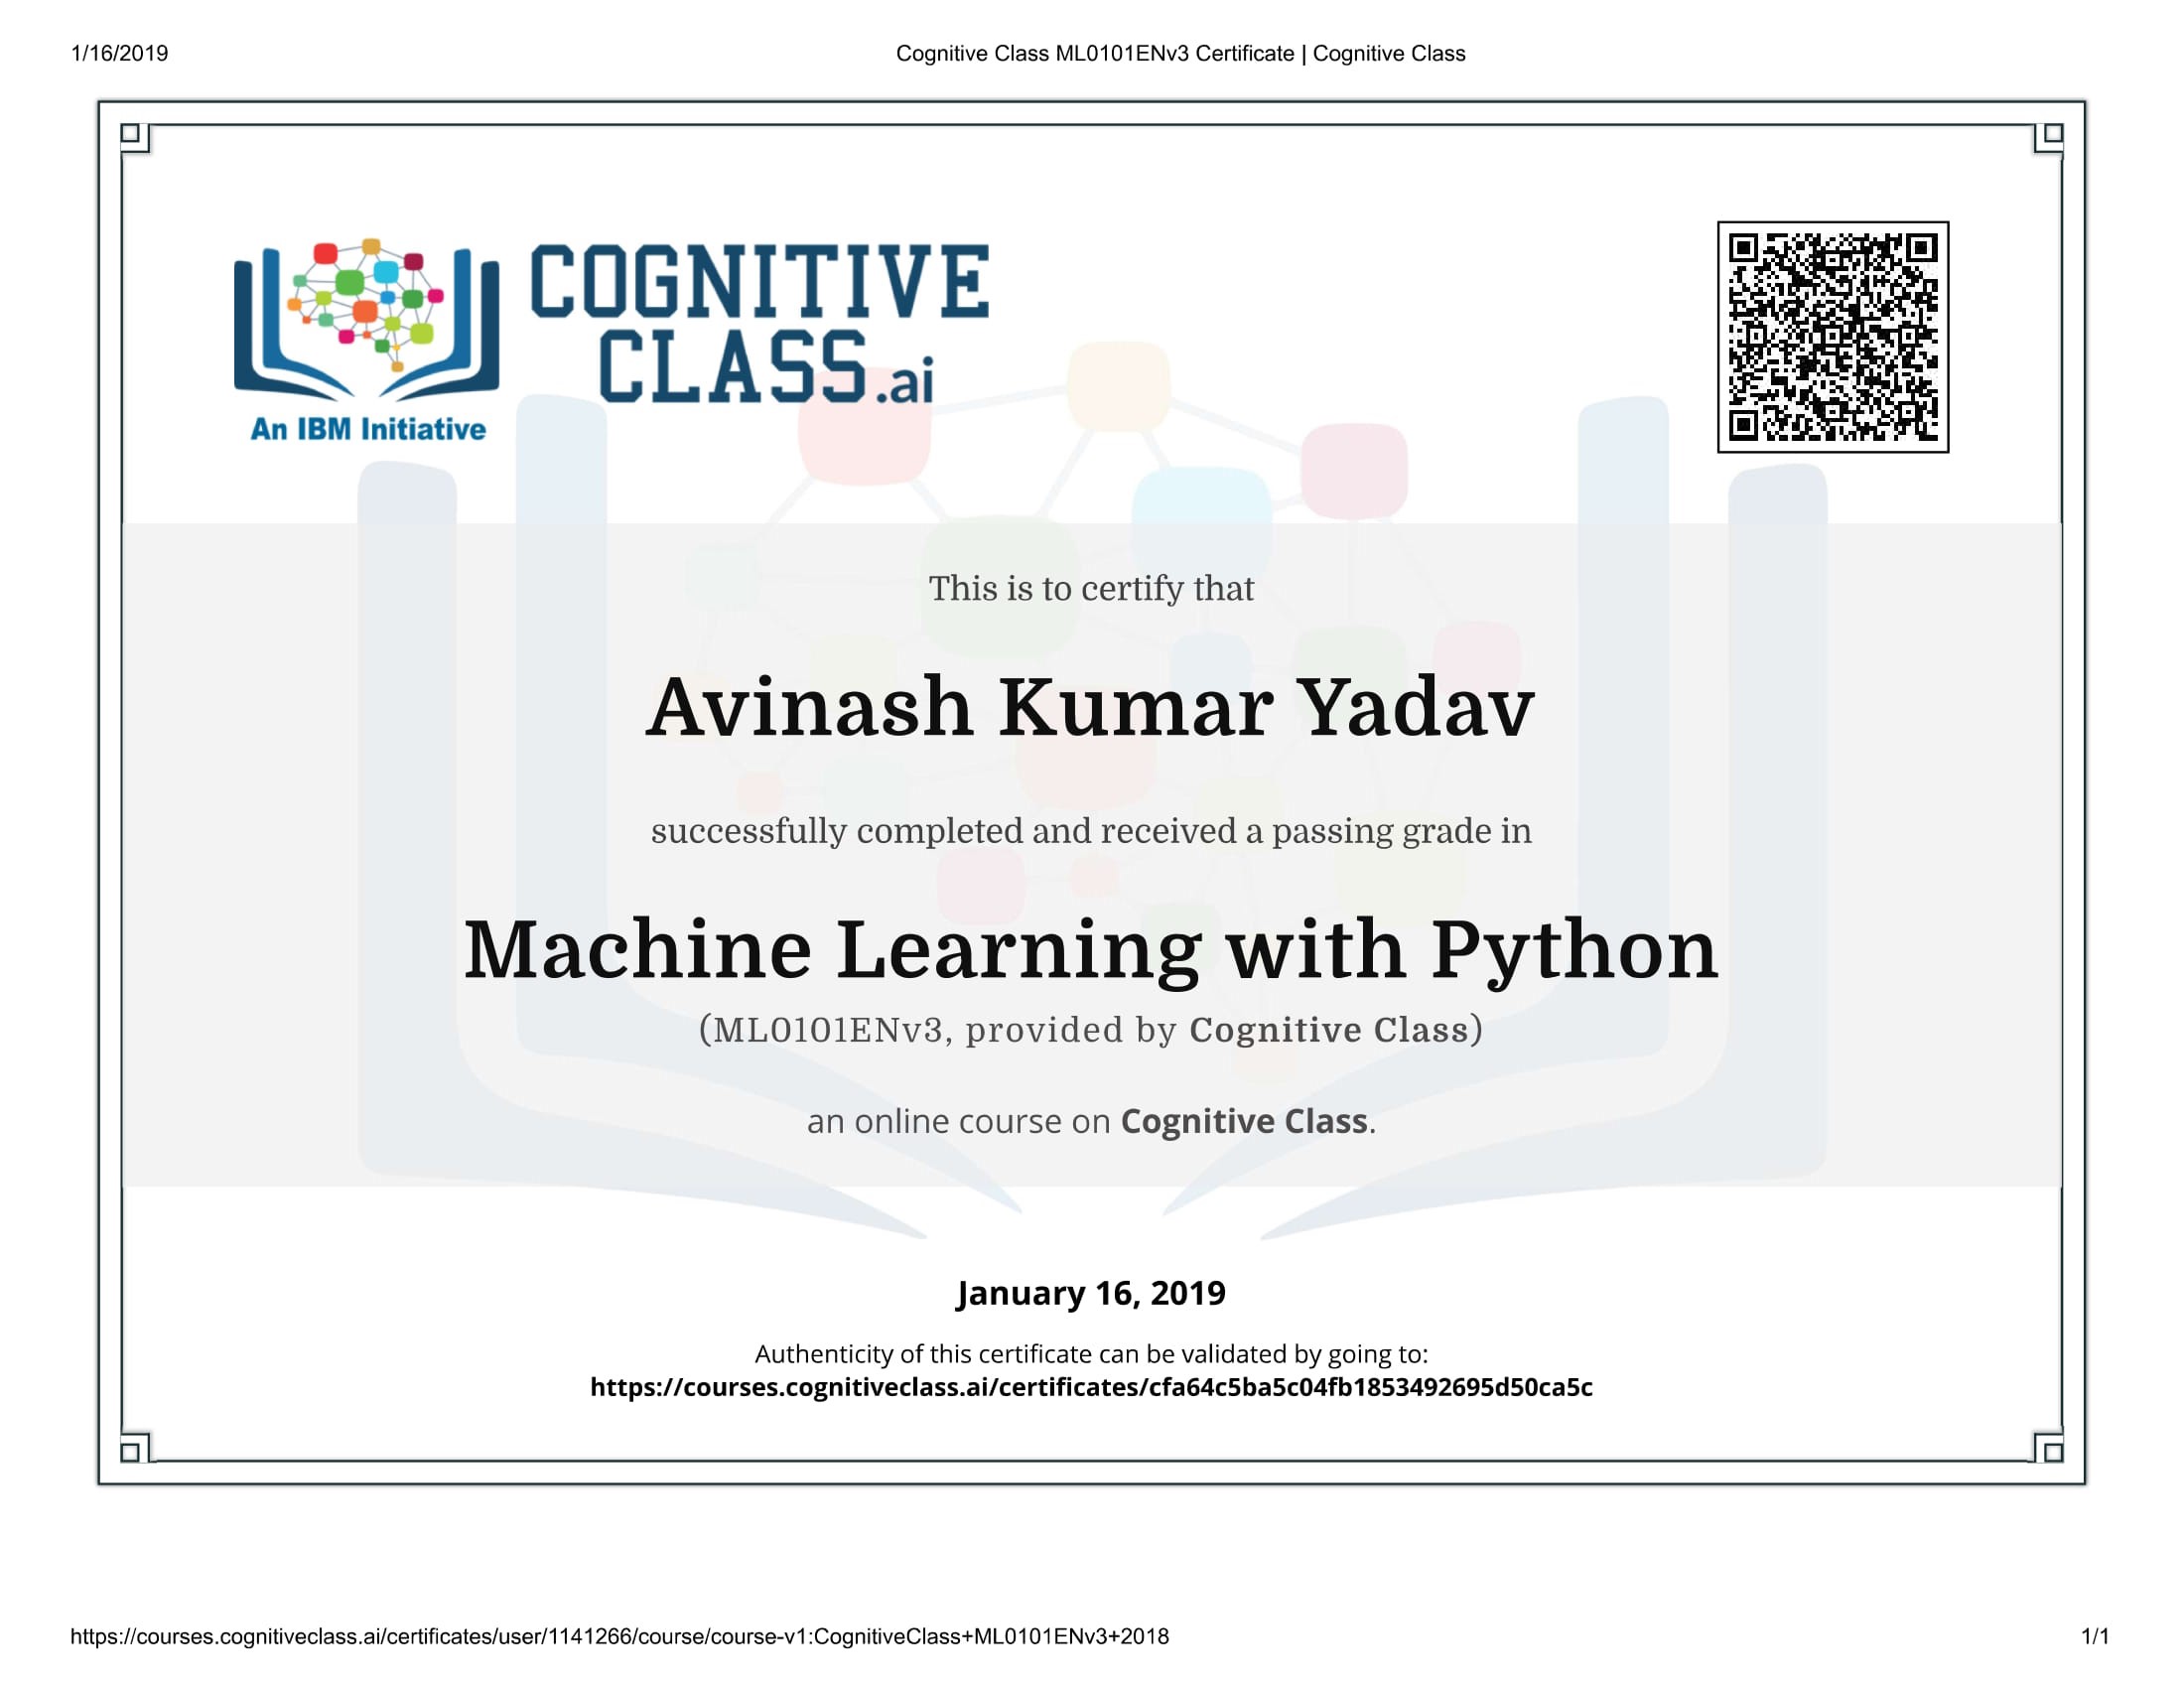 1/16/2019
Cognitive Class ML0101ENv3 Certificate | Cognitive Class
COGNITIVE
CLASS.ai
An IBM Initiative
This is to certify that
Avinash Kumar Yadav
successfully completed and received a passing grade in
Machine Learning with Python
(ML0101ENv3, provided by Cognitive Class)
an online course on Cognitive Class.
January 16, 2019
Authenticity of this certificate can be validated by going to:
https://courses.cognitiveclass.ai/certificates/cfa64c5ba5c04fb1853492695d50ca5c
https://courses.cognitiveclass.ai/certificates/user/1141266/course/course-v1:CognitiveClass+ML0101ENv3+2018
1/1